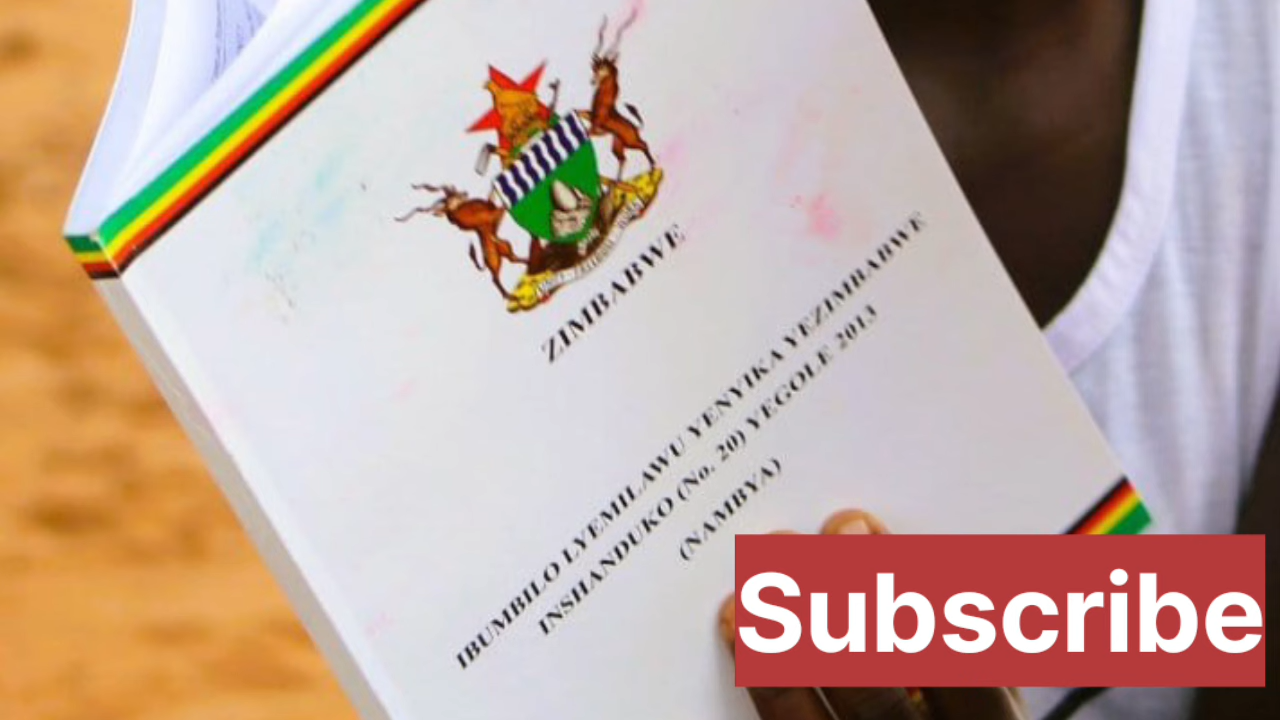 ZIMBABWE
IBUMBILO LYEMILAWU YENYIKA YEZIMBABWE
INSHANDUKO (No. 20) YEGOLE 2013
(NAMBYA)
Subscribe